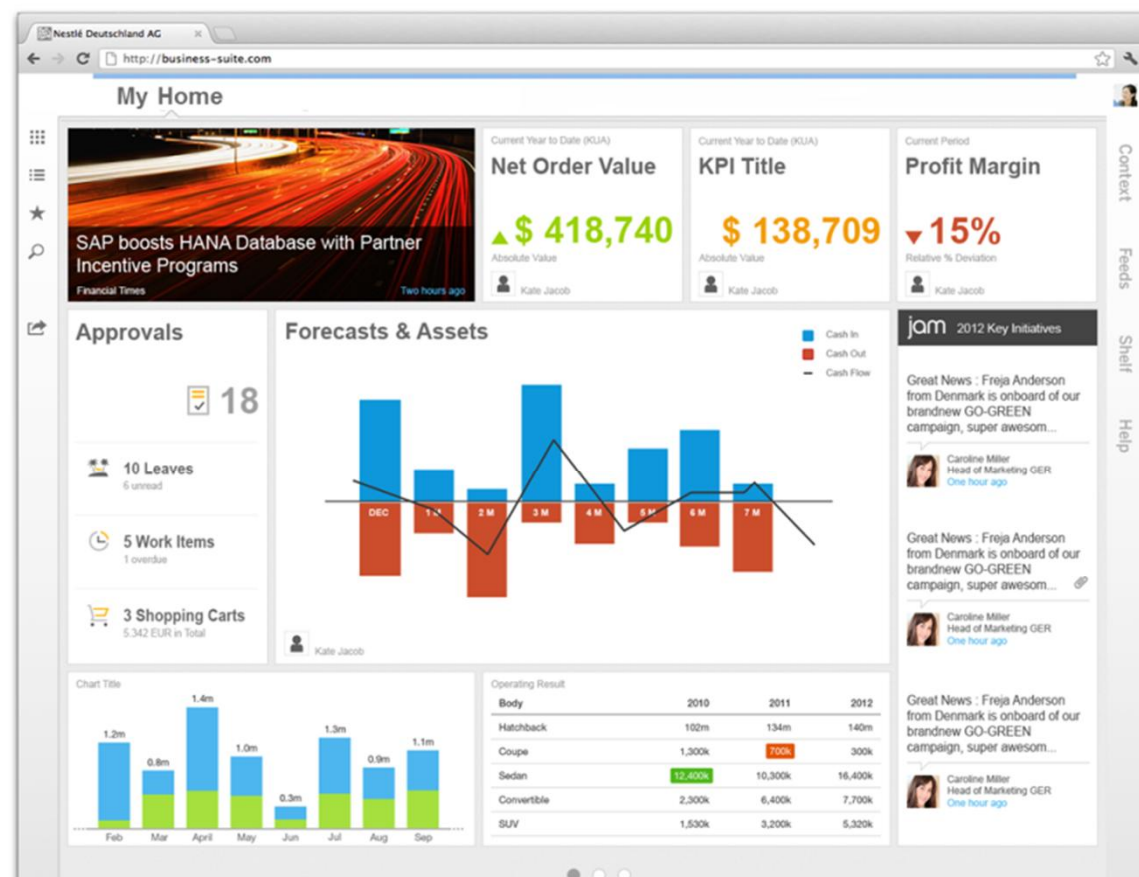 Nestlé Deutschland AG
http://business-suite.com
My Home
SAP boosts HANA Database with Partner
Incentive Programs
Financial Times
Two hours ago
Current Year to Date (KUA)
Net Order Value
$ 418,740
Absolute Value
Kate Jacob
Current Year to Date (KUA)
KPI Title
$ 138,709
Absolute Value
Kate Jacob
Current Period
Profit Margin
15%
Relative % Deviation
Kate Jacob
Context
Feeds
Shelf
Help
Approvals
18
10 Leaves
6 unread
5 Work Items
1 overdue
3 Shopping Carts
5.342 EUR in Total
Forecasts & Assets
Cash In
Cash Out
Cash Flow
DEC 1 M 2 M 3 M 4 M 5 M 6 M 7 M
Kate Jacob
jam 2012 Key Initiatives
Great News : Freja Anderson
from Denmark is onboard of our
brandnew GO-GREEN
campaign, super awesom...
Caroline Miller
Head of Marketing GER
One hour ago
Great News : Freja Anderson
from Denmark is onboard of our
brandnew GO-GREEN
campaign, super awesom...
Caroline Miller
Head of Marketing GER
One hour ago
Great News : Freja Anderson
from Denmark is onboard of our
brandnew GO-GREEN
campaign, super awesom...
Caroline Miller
Head of Marketing GER
One hour ago
Chart Title
1.2m 0.8m 1.4m 1.0m 0.3m 1.3m 0.9m 1.1m
Feb Mar April May Jun Jul Aug Sep
Operating Result
Body 2010 2011 2012
Hatchback 102m 134m 140m
Coupe 1,300k 700k 300k
Sedan 12,400k 10,300k 16,400k
Convertible 2,300k 6,400k 7,700k
SUV 1,530k 3,200k 5,320k